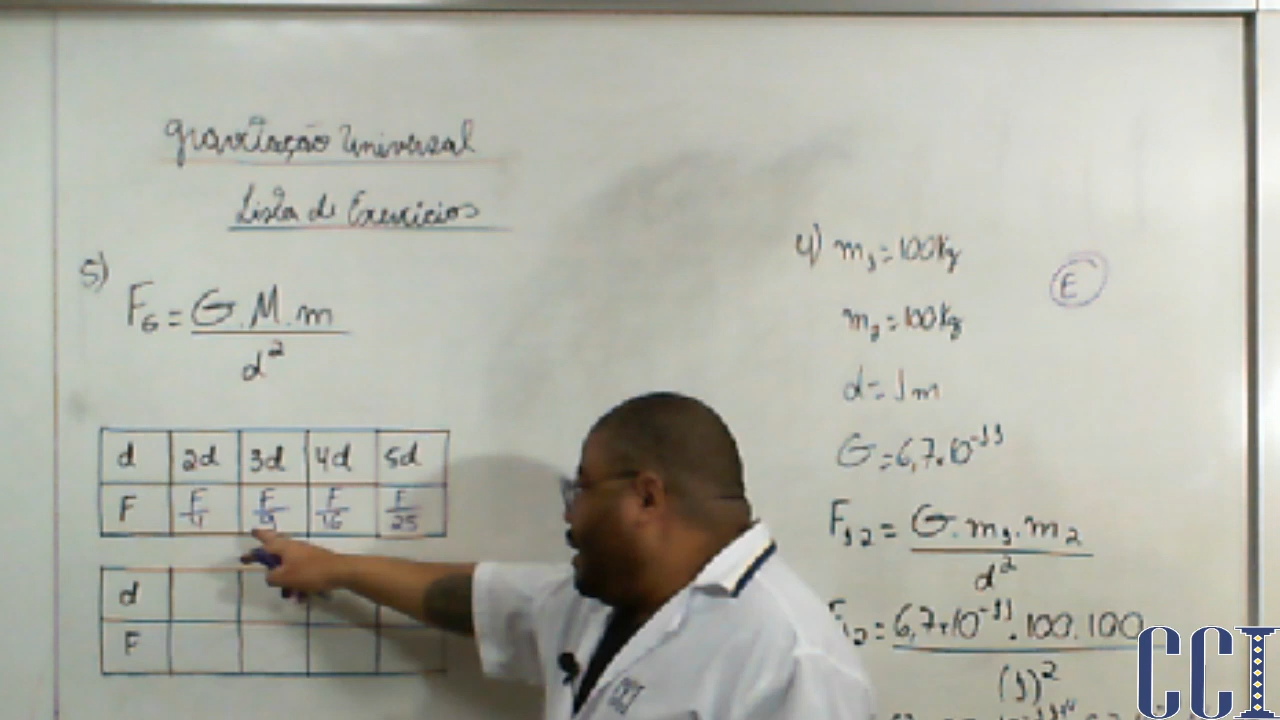 Gravitação Universal
Lista de Exercícios
5)
F_G = G.M.m / d²
d 2d 3d 4d 5d
F F/4 F/9 F/16 F/25
d
F
4) m₁ = 100Kg
E
m₂ = 100Kg
d = 1m
G = 6,7.10⁻¹¹
F₁₂ = G.m₁.m₂ / d²
F₁₂ = 6,7.10⁻¹¹.100.100 / (1)²
CCI
CCI